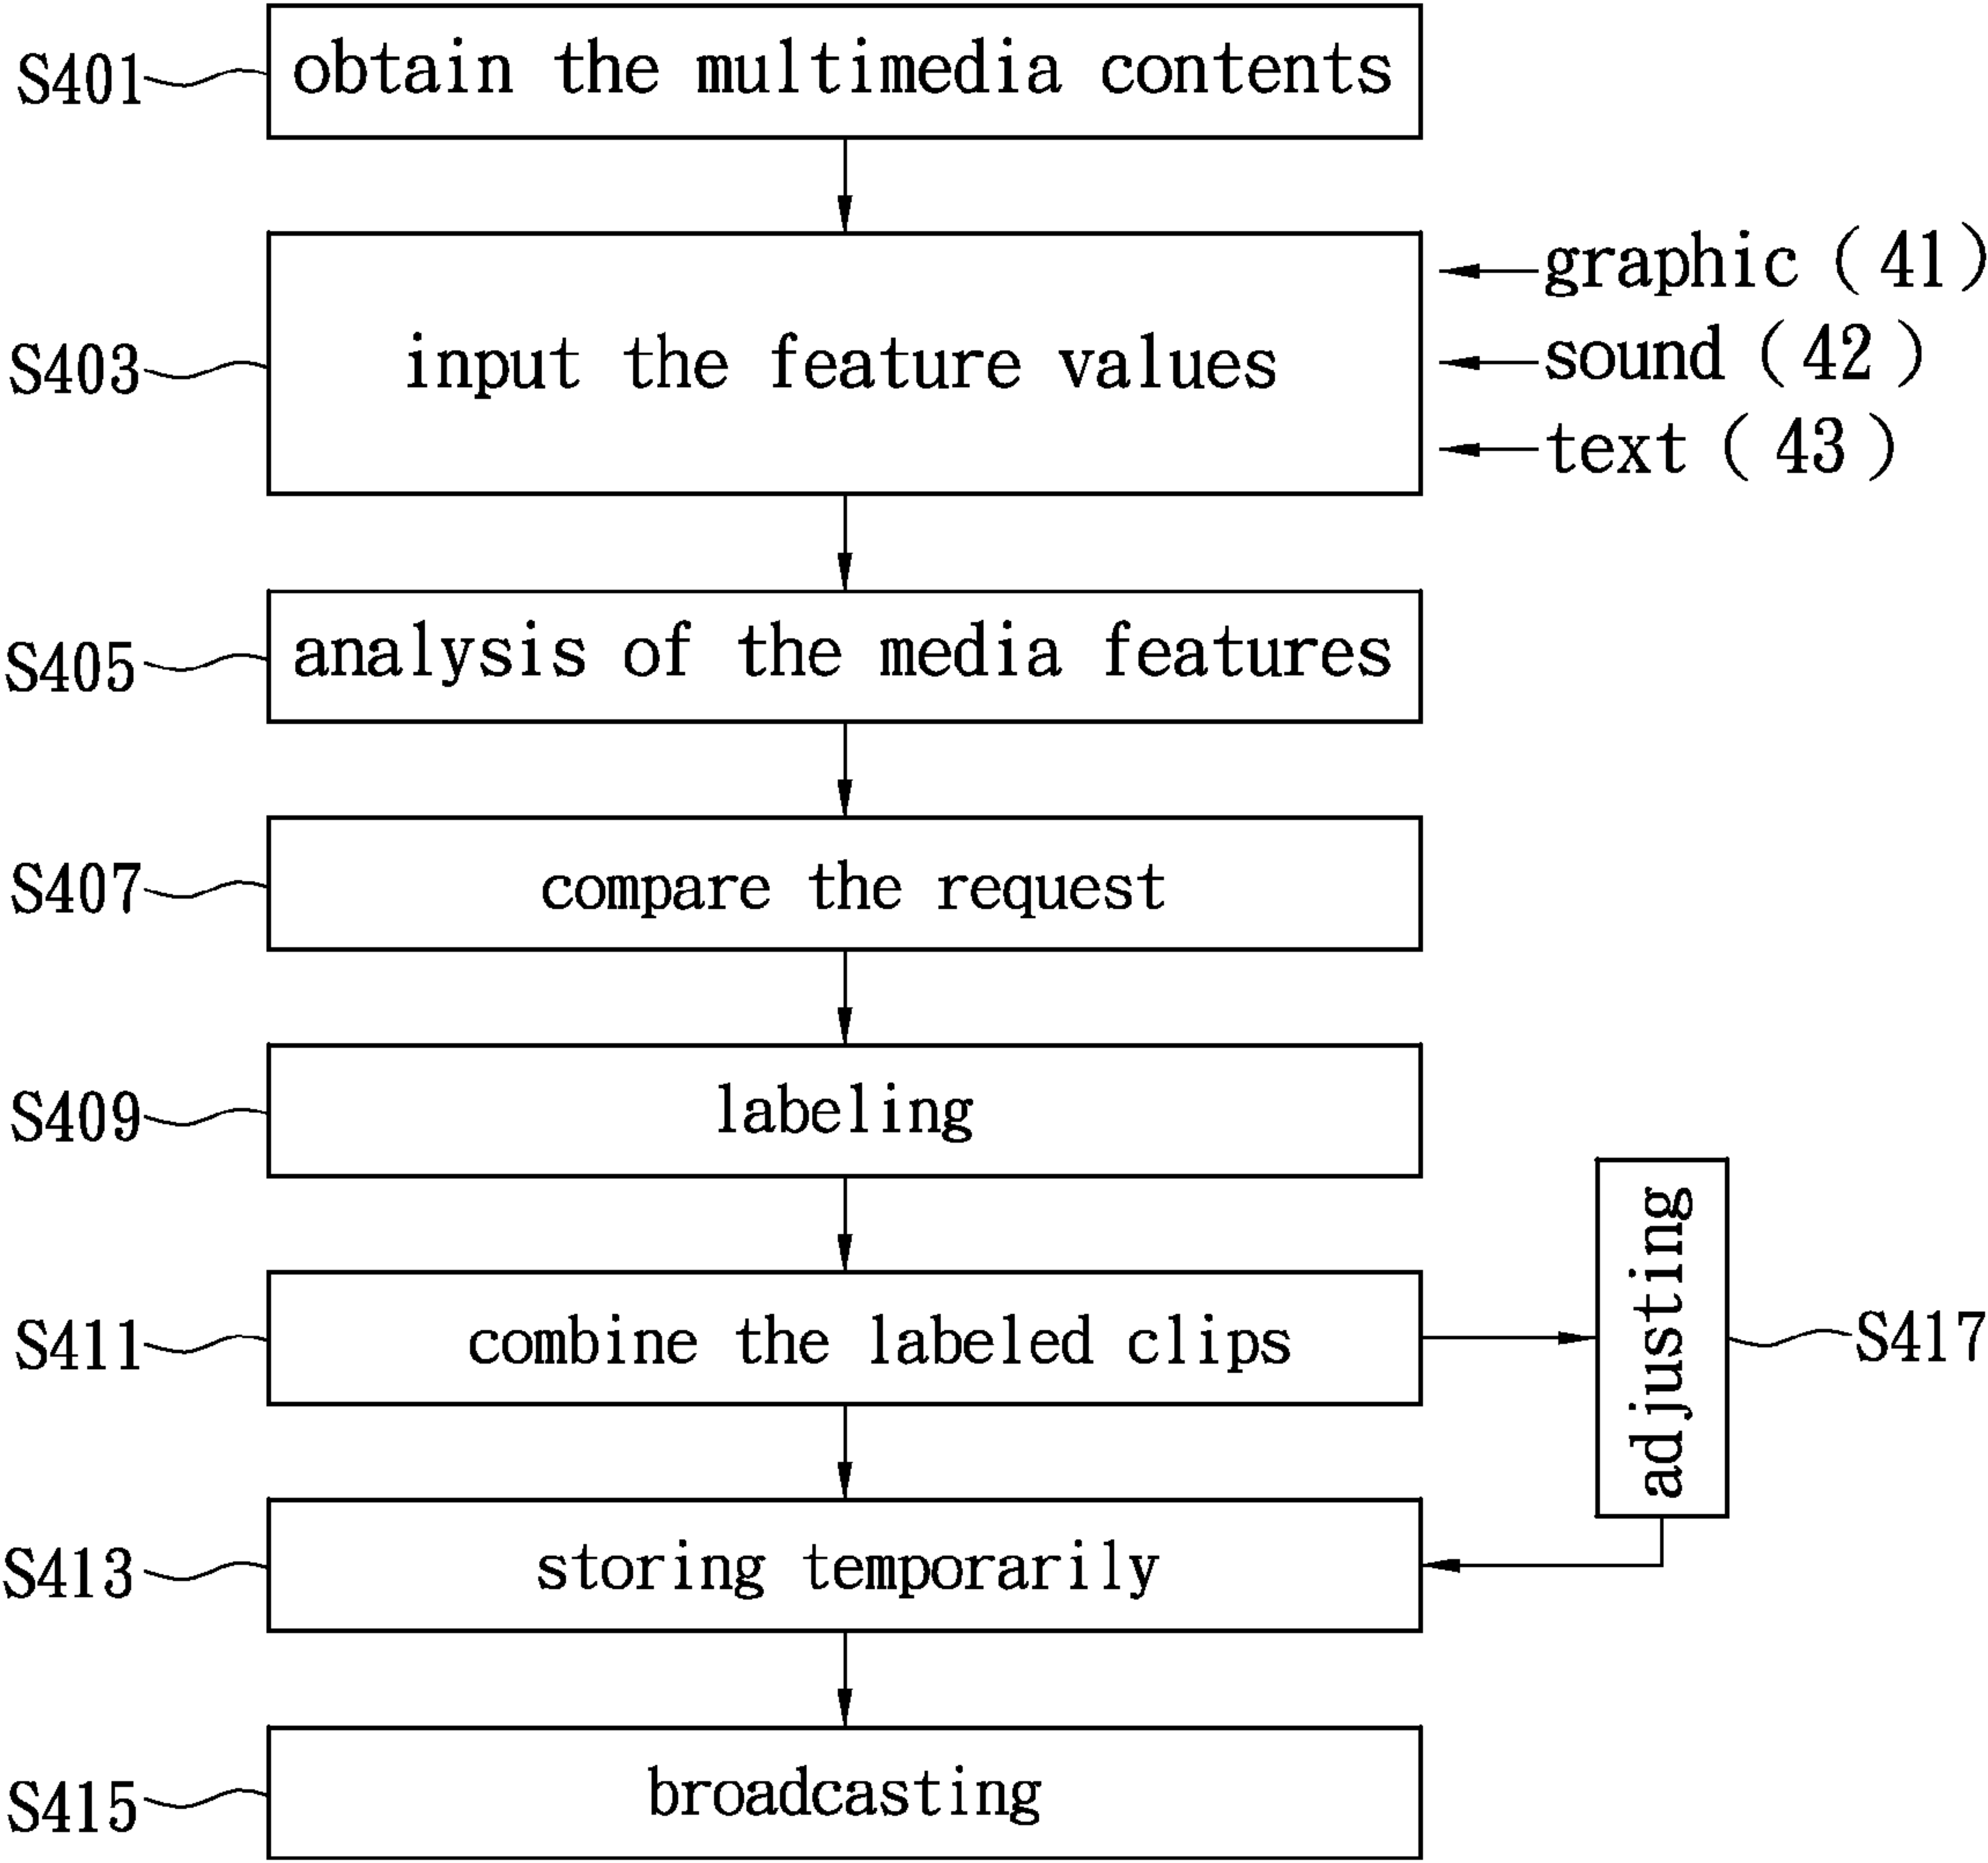 S401 obtain the multimedia contents
S403 input the feature values
graphic (41)
sound (42)
text (43)
S405 analysis of the media features
S407 compare the request
S409 labeling
S411 combine the labeled clips
adjusting S417
S413 storing temporarily
S415 broadcasting